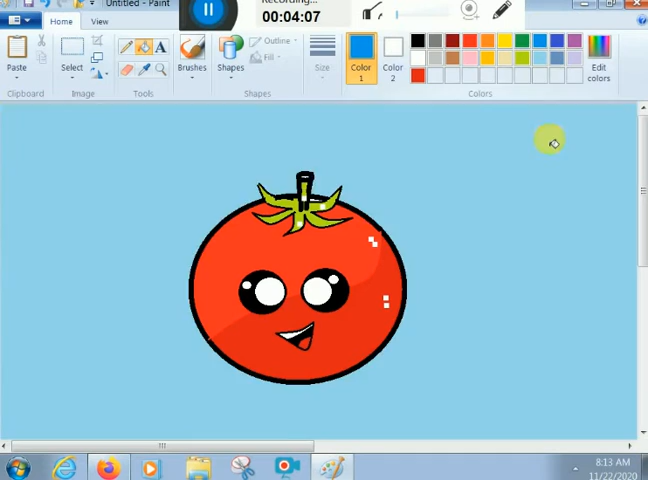 Recording...
Untitled - Paint
00:04:07
Home
View
Paste
Select
Brushes
Shapes
Outline
Fill
Size
Color
1
Color
2
Edit
colors
Clipboard
Image
Tools
Shapes
Colors
8:13 AM
11/22/2020